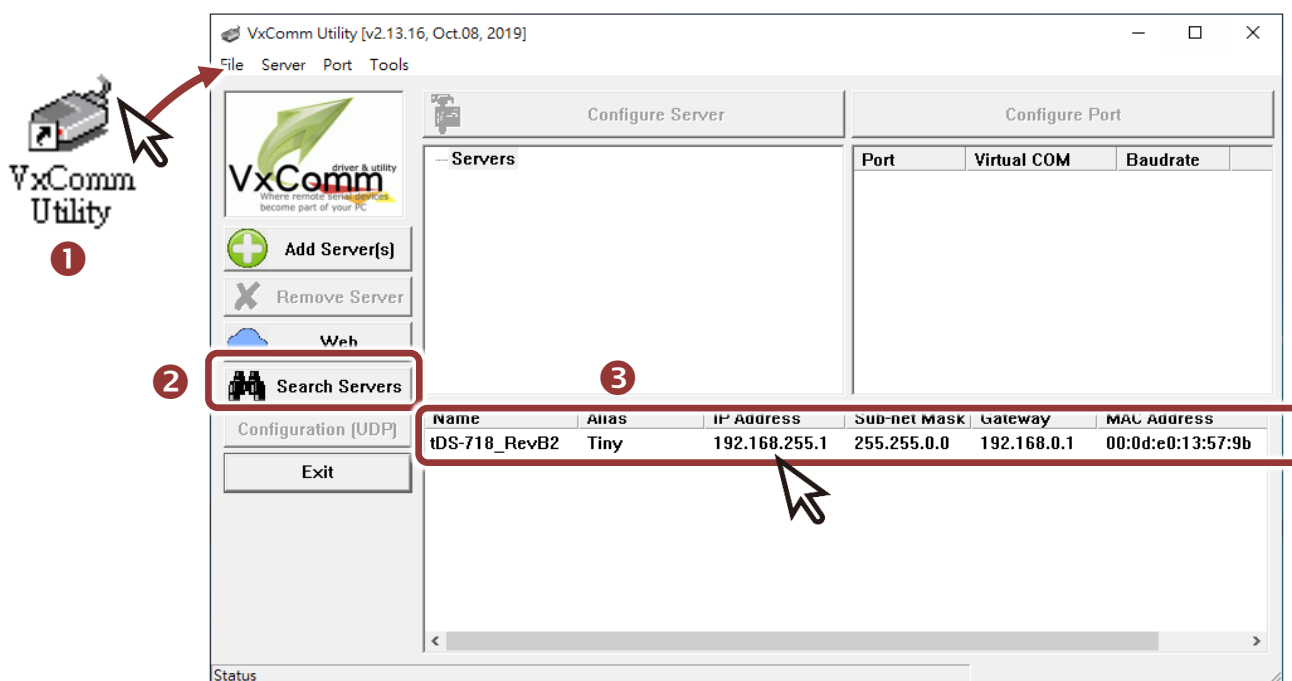 VxComm Utility [v2.13.16, Oct.08, 2019]
File Server Port Tools
VxComm
Utility
1
VxComm
driver & utility
Where remote serial devices
become part of your PC
Configure Server
Configure Port
Servers
Port Virtual COM Baudrate
Add Server(s)
Remove Server
Web
2
Search Servers
3
Configuration (UDP)
Exit
Name Alias IP Address Sub-net Mask Gateway MAC Address
tDS-718_RevB2 Tiny 192.168.255.1 255.255.0.0 192.168.0.1 00:0d:e0:13:57:9b
Status